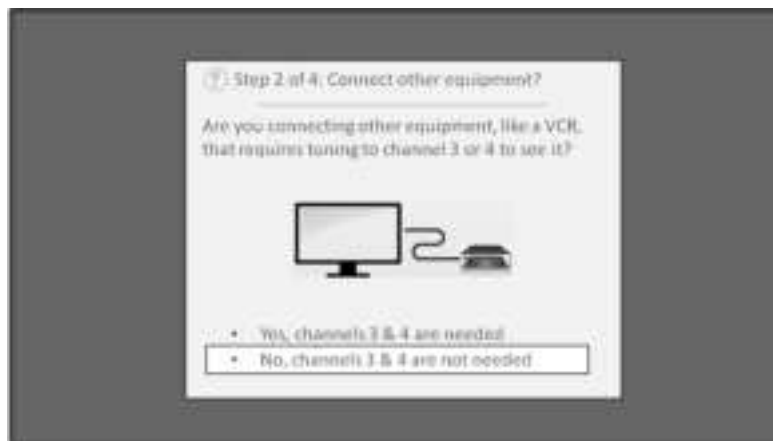 ? Step 2 of 4: Connect other equipment?
Are you connecting other equipment, like a VCR,
that requires tuning to channel 3 or 4 to see it?
• Yes, channels 3 & 4 are needed
• No, channels 3 & 4 are not needed